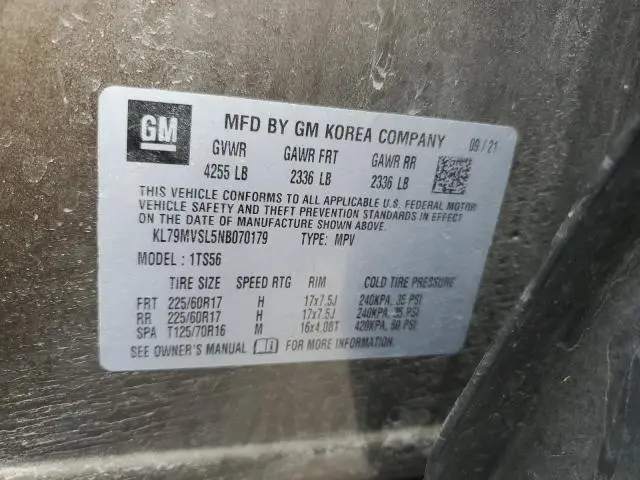 GM
MFD BY GM KOREA COMPANY 09/21
GVWR GAWR FRT GAWR RR
4255 LB 2336 LB 2336 LB
THIS VEHICLE CONFORMS TO ALL APPLICABLE U.S. FEDERAL MOTOR
VEHICLE SAFETY AND THEFT PREVENTION STANDARDS IN EFFECT
ON THE DATE OF MANUFACTURE SHOWN ABOVE.
KL79MVSL5NB070179 TYPE: MPV
MODEL : 1TS56
TIRE SIZE SPEED RTG RIM COLD TIRE PRESSURE
FRT 225/60R17 H 17x7.5J 240KPA, 35 PSI
RR 225/60R17 H 17x7.5J 240KPA, 35 PSI
SPA T125/70R16 M 16x4.00T 420KPA, 60 PSI
SEE OWNER'S MANUAL FOR MORE INFORMATION.